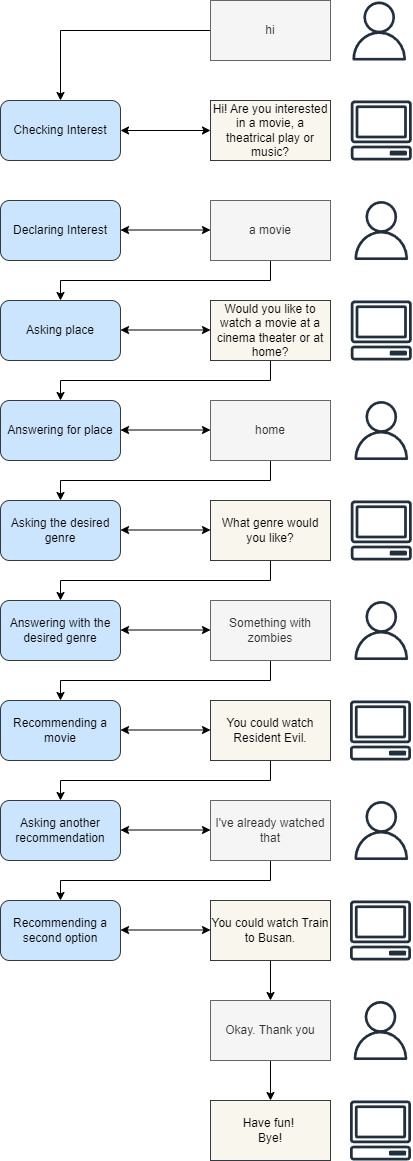 hi
Checking Interest
Hi! Are you interested
in a movie, a
theatrical play or
music?
Declaring Interest
a movie
Asking place
Would you like to
watch a movie at a
cinema theater or at
home?
Answering for place
home
Asking the desired
genre
What genre would
you like?
Answering with the
desired genre
Something with
zombies
Recommending a
movie
You could watch
Resident Evil.
Asking another
recommendation
I've already watched
that
Recommending a
second option
You could watch Train
to Busan.
Okay. Thank you
Have fun!
Bye!